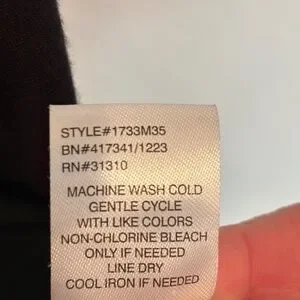 STYLE#1733M35
BN#417341/1223
RN#31310
MACHINE WASH COLD
GENTLE CYCLE
WITH LIKE COLORS
NON-CHLORINE BLEACH
ONLY IF NEEDED
LINE DRY
COOL IRON IF NEEDED